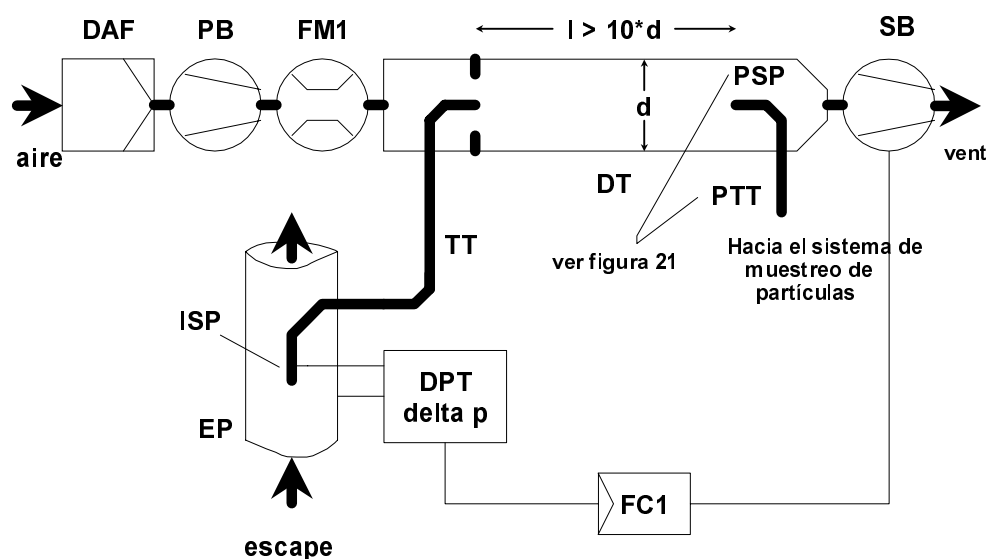 DAF
PB
FM1
l > 10*d
SB
PSP
d
aire
vent
DT
PTT
TT
Hacia el sistema de
muestreo de
partículas
ver figura 21
ISP
DPT
delta p
EP
FC1
escape